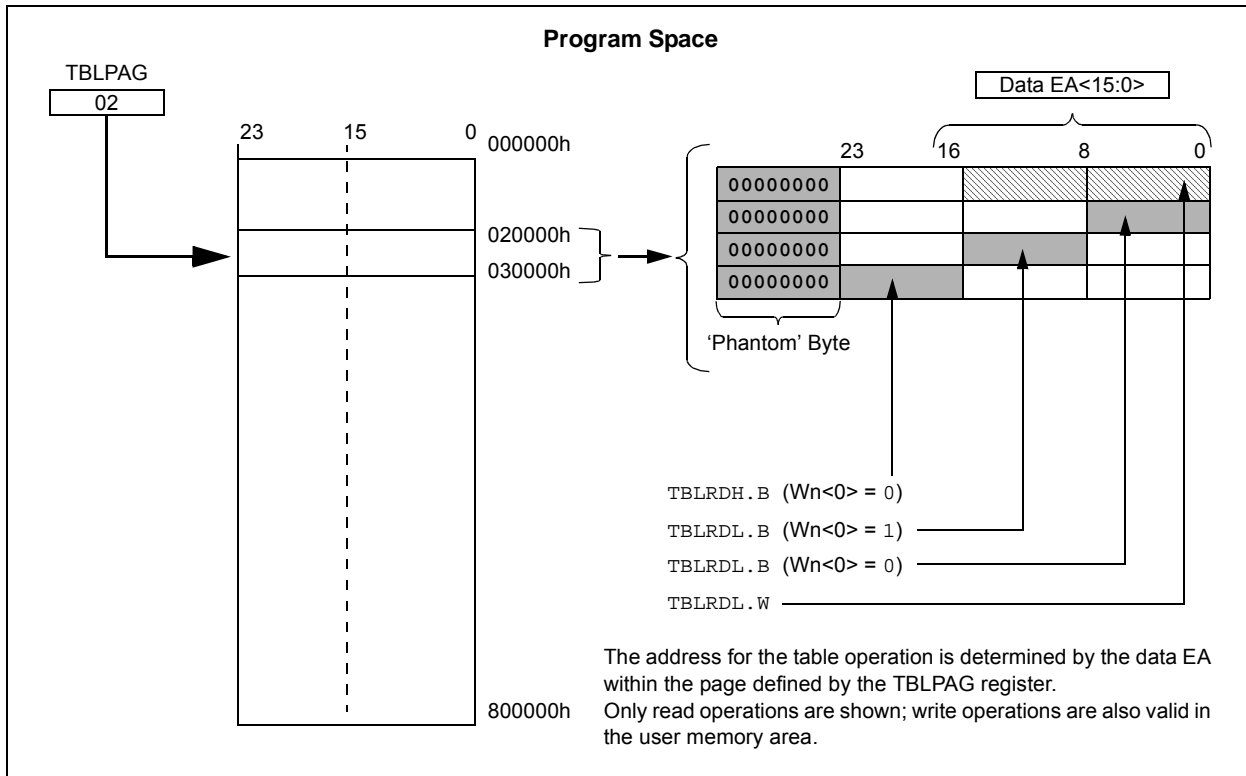 Program Space
TBLPAG
02
Data EA<15:0>
23 15 0
000000h
020000h
030000h
800000h
23 16 8 0
00000000
00000000
00000000
00000000
‘Phantom’ Byte
TBLRDH.B (Wn<0> = 0)
TBLRDL.B (Wn<0> = 1)
TBLRDL.B (Wn<0> = 0)
TBLRDL.W
The address for the table operation is determined by the data EA
within the page defined by the TBLPAG register.
Only read operations are shown; write operations are also valid in
the user memory area.